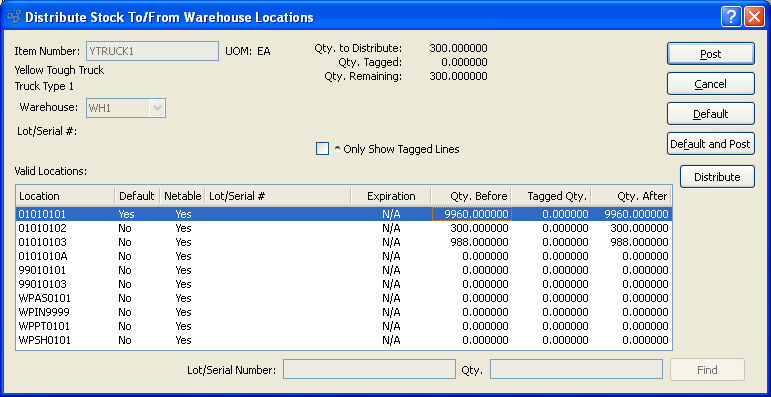 Distribute Stock To/From Warehouse Locations
Item Number: YTRUCK1 UOM: EA
Yellow Tough Truck
Truck Type 1
Warehouse: WH1
Lot/Serial #:
Qty. to Distribute: 300.000000
Qty. Tagged: 0.000000
Qty. Remaining: 300.000000
^ Only Show Tagged Lines
Post
Cancel
Default
Default and Post
Distribute
Valid Locations:
Location Default Netable Lot/Serial # Expiration Qty. Before Tagged Qty. Qty. After
01010101 Yes Yes N/A 9960.000000 0.000000 9960.000000
01010102 No Yes N/A 300.000000 0.000000 300.000000
01010103 No Yes N/A 988.000000 0.000000 988.000000
0101010A No Yes N/A 0.000000 0.000000 0.000000
99010101 No Yes N/A 0.000000 0.000000 0.000000
99010103 No Yes N/A 0.000000 0.000000 0.000000
WPAS0101 No Yes N/A 0.000000 0.000000 0.000000
WPIN9999 No Yes N/A 0.000000 0.000000 0.000000
WPPT0101 No Yes N/A 0.000000 0.000000 0.000000
WPSH0101 No Yes N/A 0.000000 0.000000 0.000000
Lot/Serial Number: Qty. Find